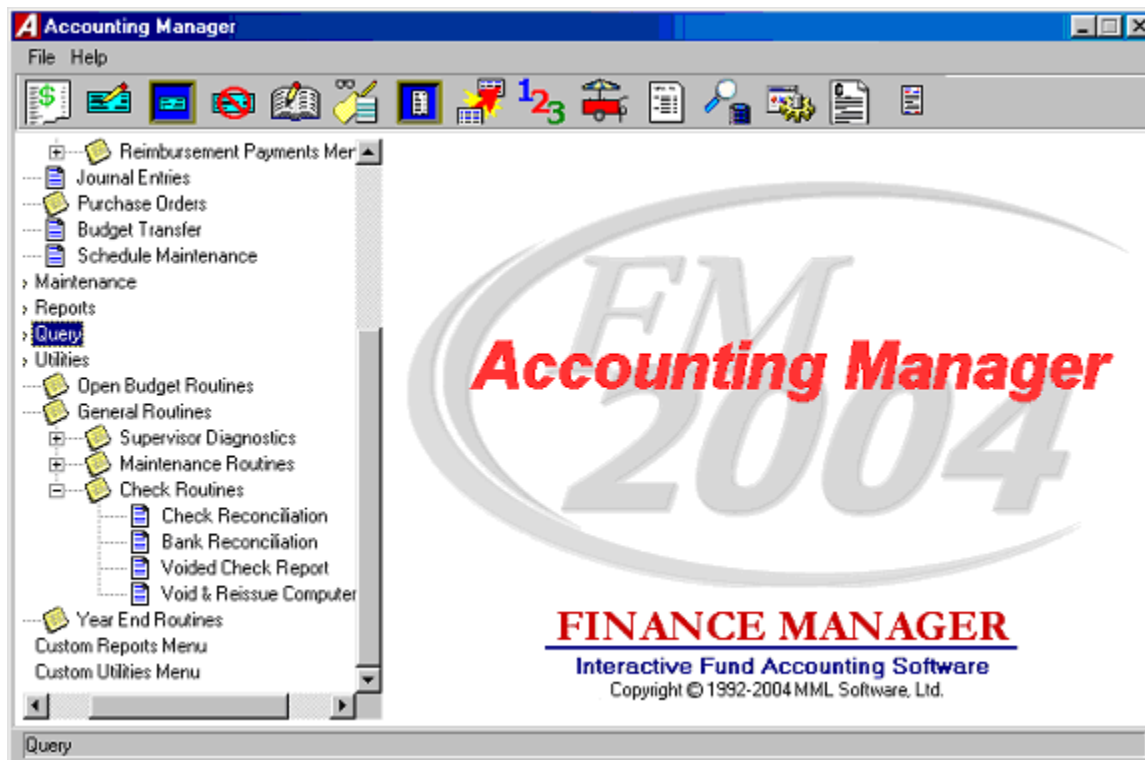 Accounting Manager
File Help
$
123
Reimbursement Payments Mer
Journal Entries
Purchase Orders
Budget Transfer
Schedule Maintenance
Maintenance
Reports
Query
Utilities
Open Budget Routines
General Routines
Supervisor Diagnostics
Maintenance Routines
Check Routines
Check Reconciliation
Bank Reconciliation
Voided Check Report
Void & Reissue Computer
Year End Routines
Custom Reports Menu
Custom Utilities Menu
FM
Accounting Manager
2004
FINANCE MANAGER
Interactive Fund Accounting Software
Copyright © 1992-2004 MML Software, Ltd.
Query